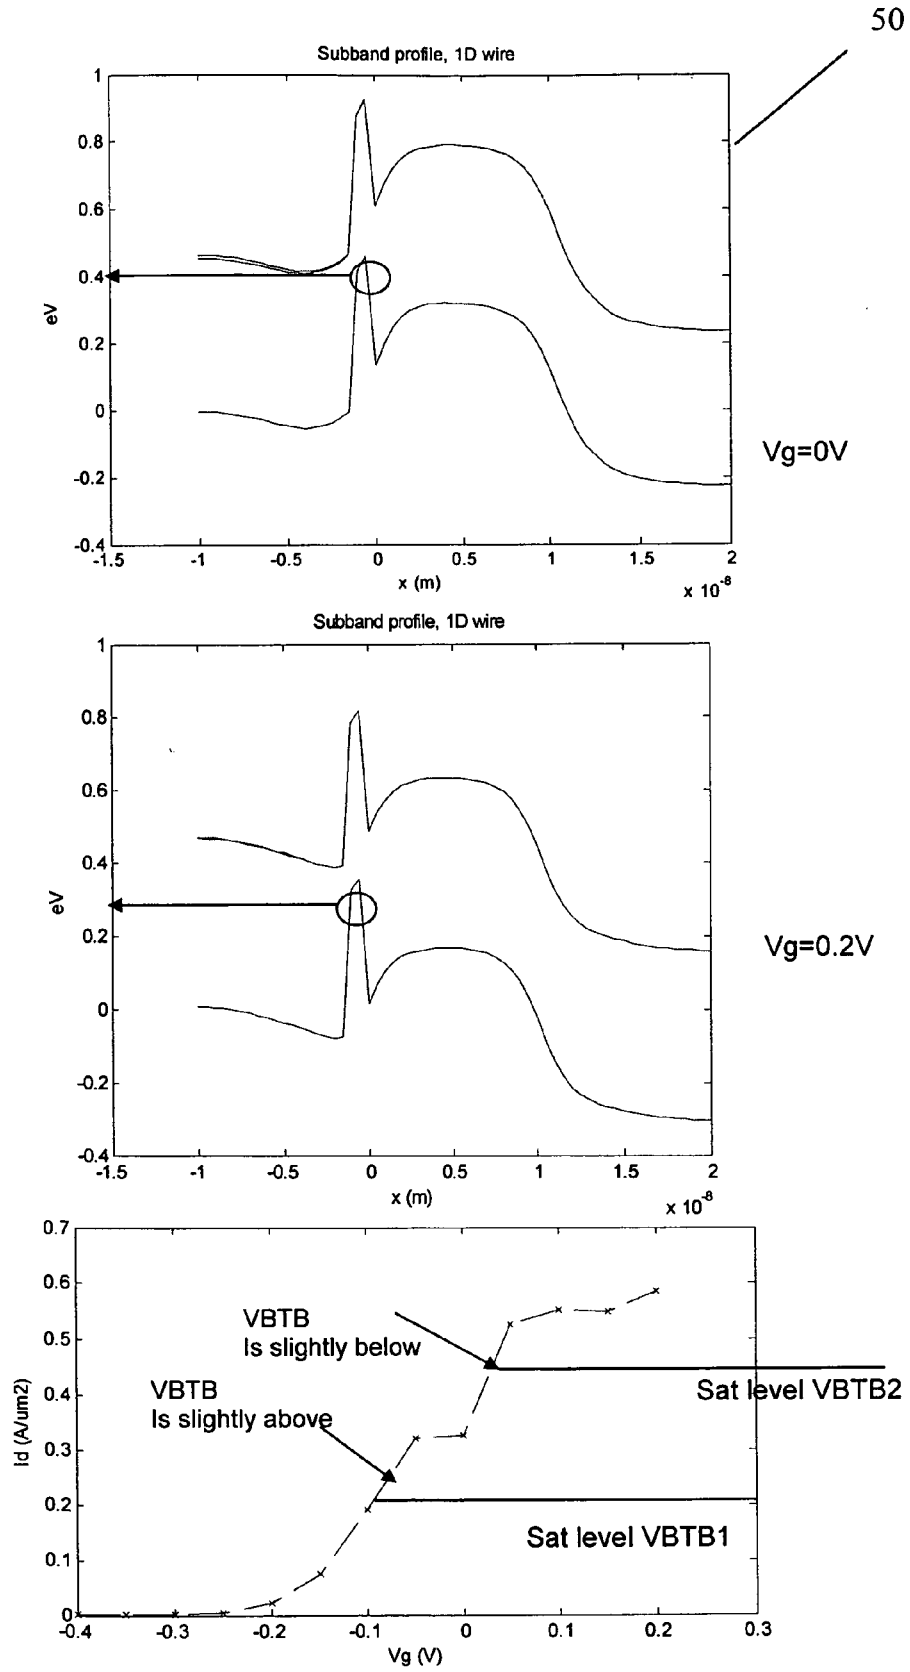 50
Subband profile, 1D wire
1
0.8
0.6
0.4
0.2
0
-0.2
-0.4
eV
-1.5 -1 -0.5 0 0.5 1 1.5 2
x (m)
x 10-8
Vg=0V
Subband profile, 1D wire
1
0.8
0.6
0.4
0.2
0
-0.2
-0.4
eV
-1.5 -1 -0.5 0 0.5 1 1.5 2
x (m)
x 10-8
Vg=0.2V
0.7
0.6
0.5
0.4
0.3
0.2
0.1
0
Id (A/um2)
VBTB
Is slightly below
VBTB
Is slightly above
Sat level VBTB2
Sat level VBTB1
-0.4 -0.3 -0.2 -0.1 0 0.1 0.2 0.3
Vg (V)